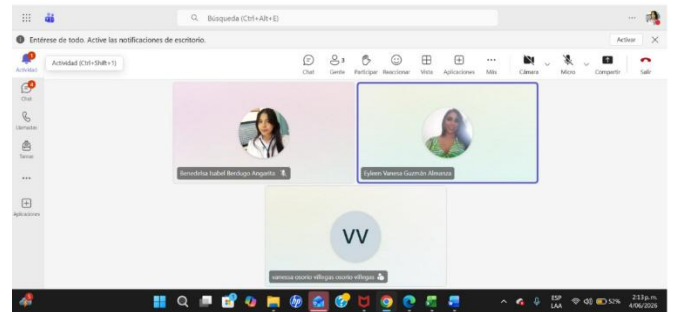 Búsqueda (Ctrl+Alt+E)
Entérese de todo. Active las notificaciones de escritorio.
Activar
Actividad
Actividad (Ctrl+Shift+1)
Chat
Gente 3
Participar
Reaccionar
Vista
Aplicaciones
Más
Cámara
Micro
Compartir
Salir
Chat
Llamadas
Tareas
Aplicaciones
Benedelsa Isabel Berdugo Angarita
Eyleen Vanesa Guzmán Almanza
VV
vanessa osorio villegas osorio villegas
ESP
LAA
52%
2:13 p. m.
4/06/2026